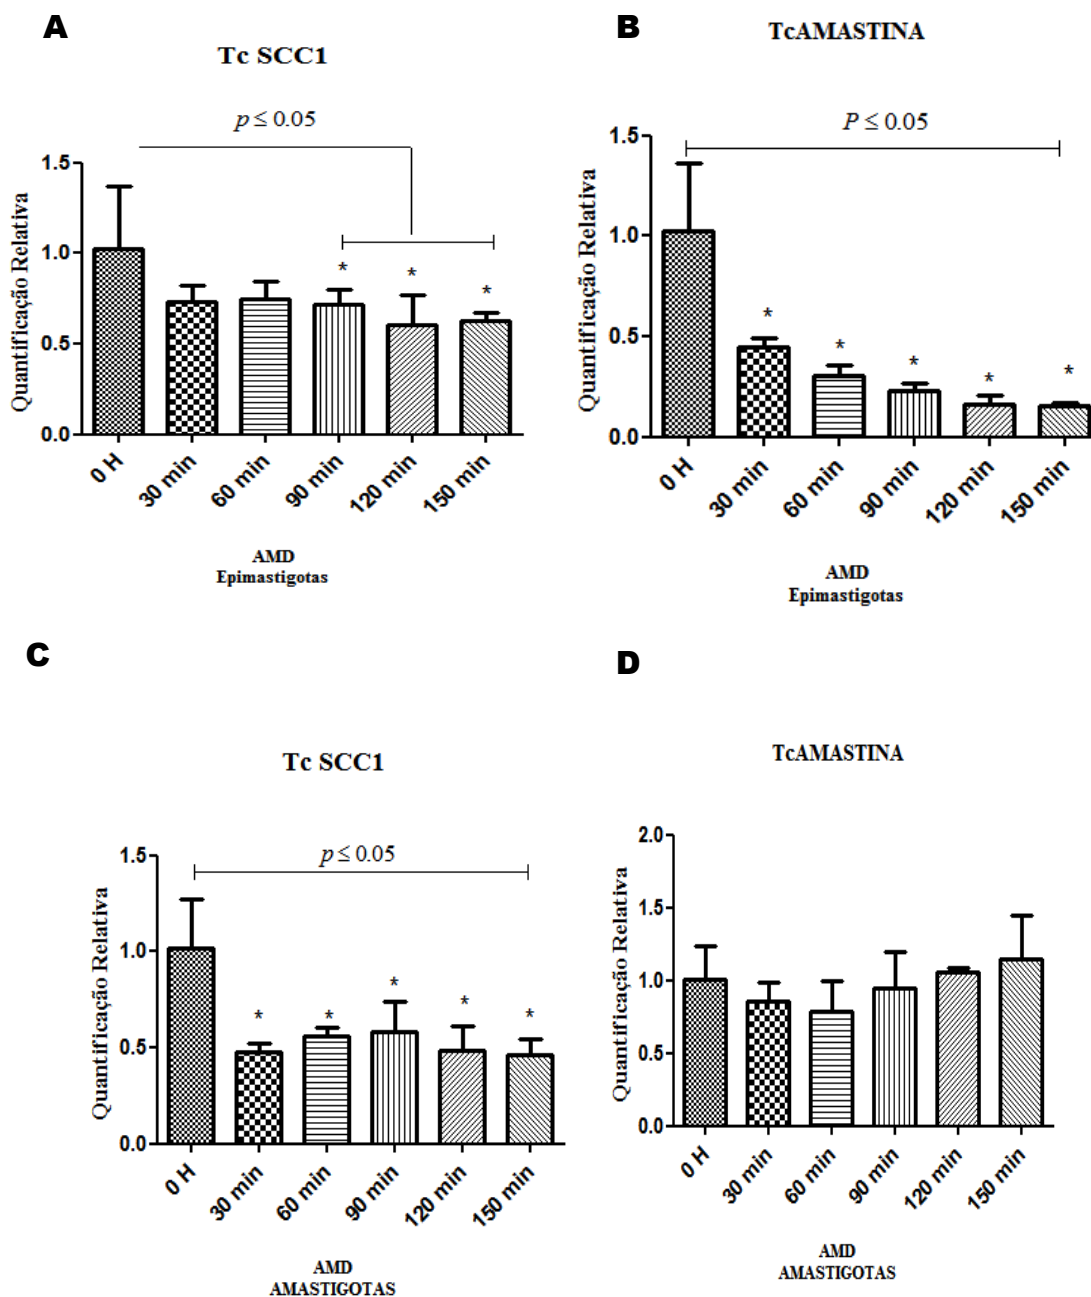 A
Tc SCC1
p ≤ 0.05
1.5
1.0
0.5
0.0
Quantificação Relativa
*
*
*
0 H
30 min
60 min
90 min
120 min
150 min
AMD
Epimastigotas
B
TcAMASTINA
P ≤ 0.05
1.5
1.0
0.5
0.0
Quantificação Relativa
*
*
*
*
*
0 H
30 min
60 min
90 min
120 min
150 min
AMD
Epimastigotas
C
Tc SCC1
p ≤ 0.05
1.5
1.0
0.5
0.0
Quantificação Relativa
*
*
*
*
*
0 H
30 min
60 min
90 min
120 min
150 min
AMD
AMASTIGOTAS
D
TcAMASTINA
2.0
1.5
1.0
0.5
0.0
Quantificação Relativa
0 H
30 min
60 min
90 min
120 min
150 min
AMD
AMASTIGOTAS